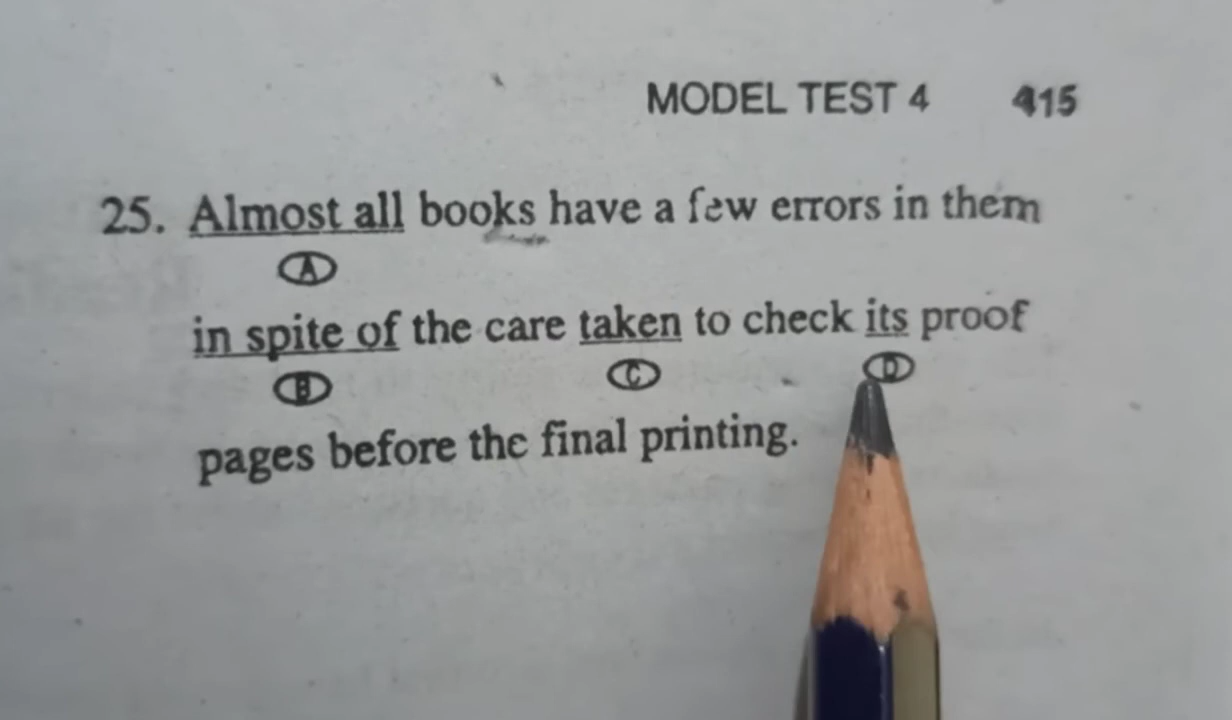 MODEL TEST 4 415
25. Almost all books have a few errors in them
A
in spite of the care taken to check its proof
B C D
pages before the final printing.